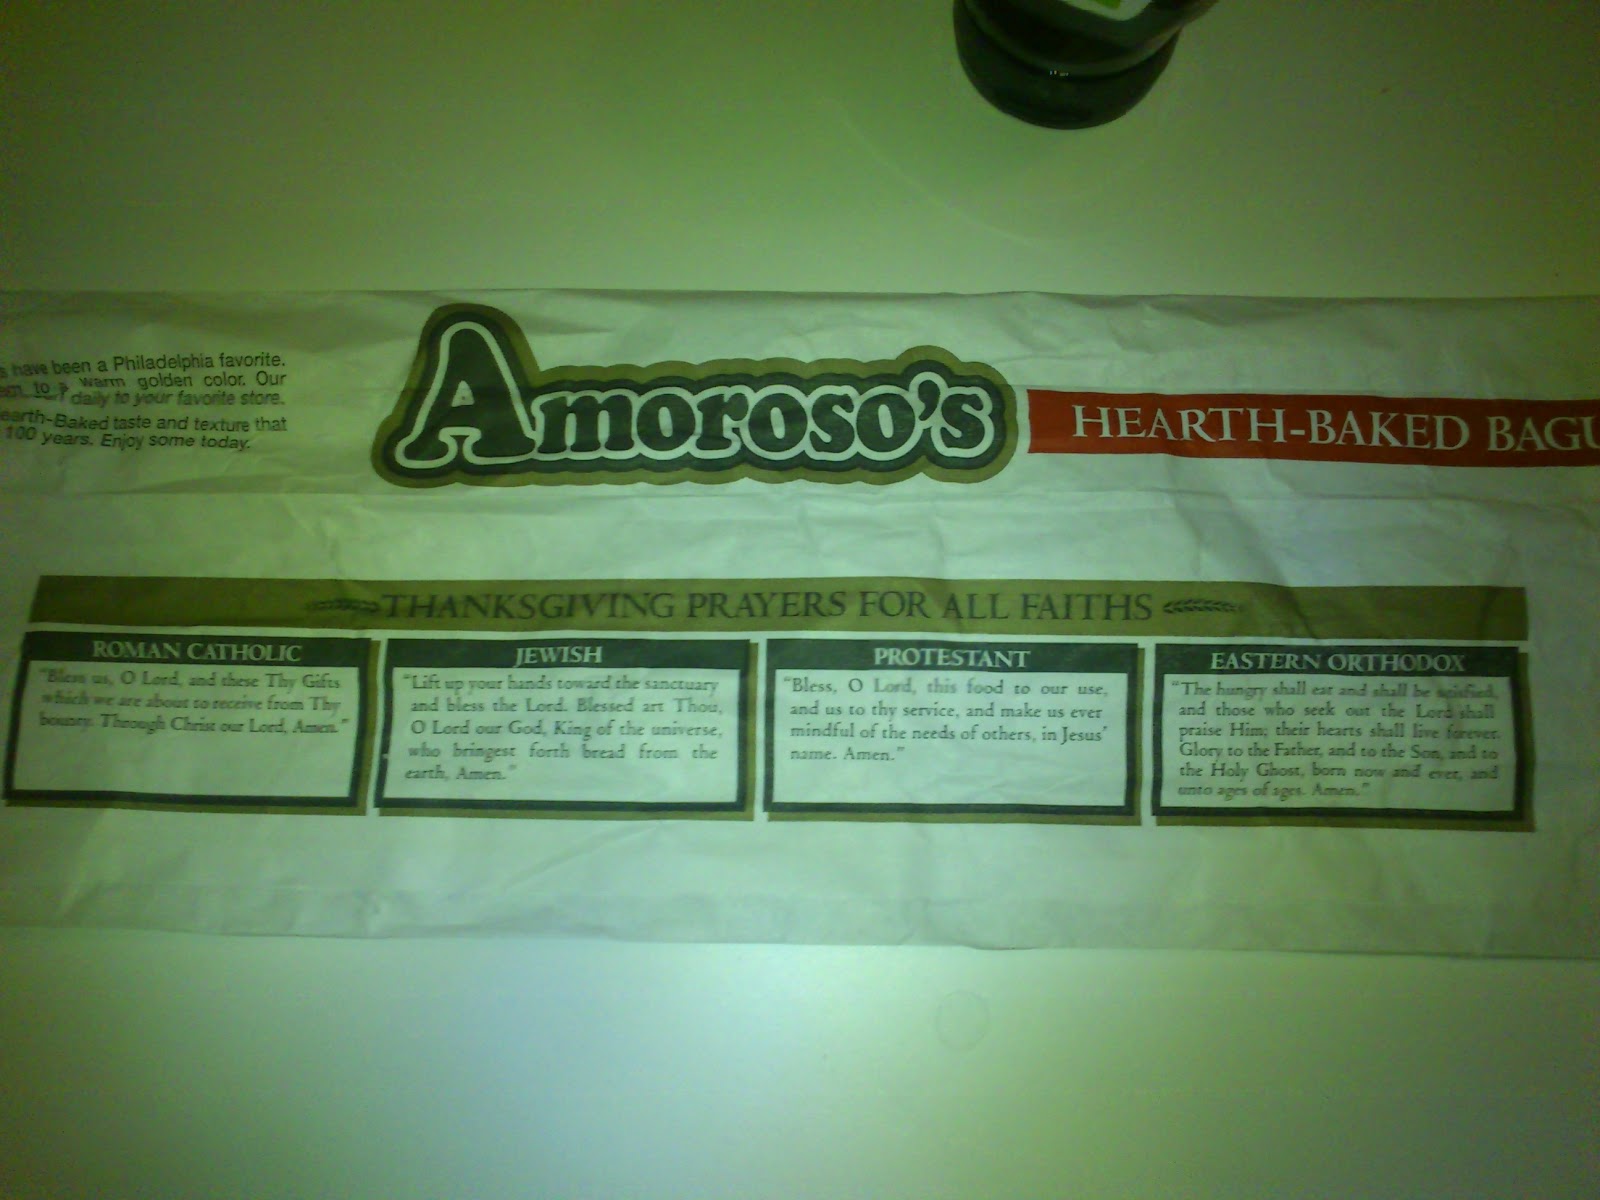 s have been a Philadelphia favorite.
em to a warm golden color. Our
daily to your favorite store.
earth-Baked taste and texture that
100 years. Enjoy some today.
Amoroso's
HEARTH-BAKED BAGU
THANKSGIVING PRAYERS FOR ALL FAITHS
ROMAN CATHOLIC
"Bless us, O Lord, and these Thy Gifts
which we are about to receive from Thy
bounty. Through Christ our Lord, Amen."
JEWISH
"Lift up your hands toward the sanctuary
and bless the Lord. Blessed art Thou,
O Lord our God, King of the universe,
who bringest forth bread from the
earth, Amen."
PROTESTANT
"Bless, O Lord, this food to our use,
and us to thy service, and make us ever
mindful of the needs of others, in Jesus'
name. Amen."
EASTERN ORTHODOX
"The hungry shall eat and shall be satisfied,
and those who seek out the Lord shall
praise Him; their hearts shall live forever.
Glory to the Father, and to the Son, and to
the Holy Ghost, born now and ever, and
unto ages of ages. Amen."